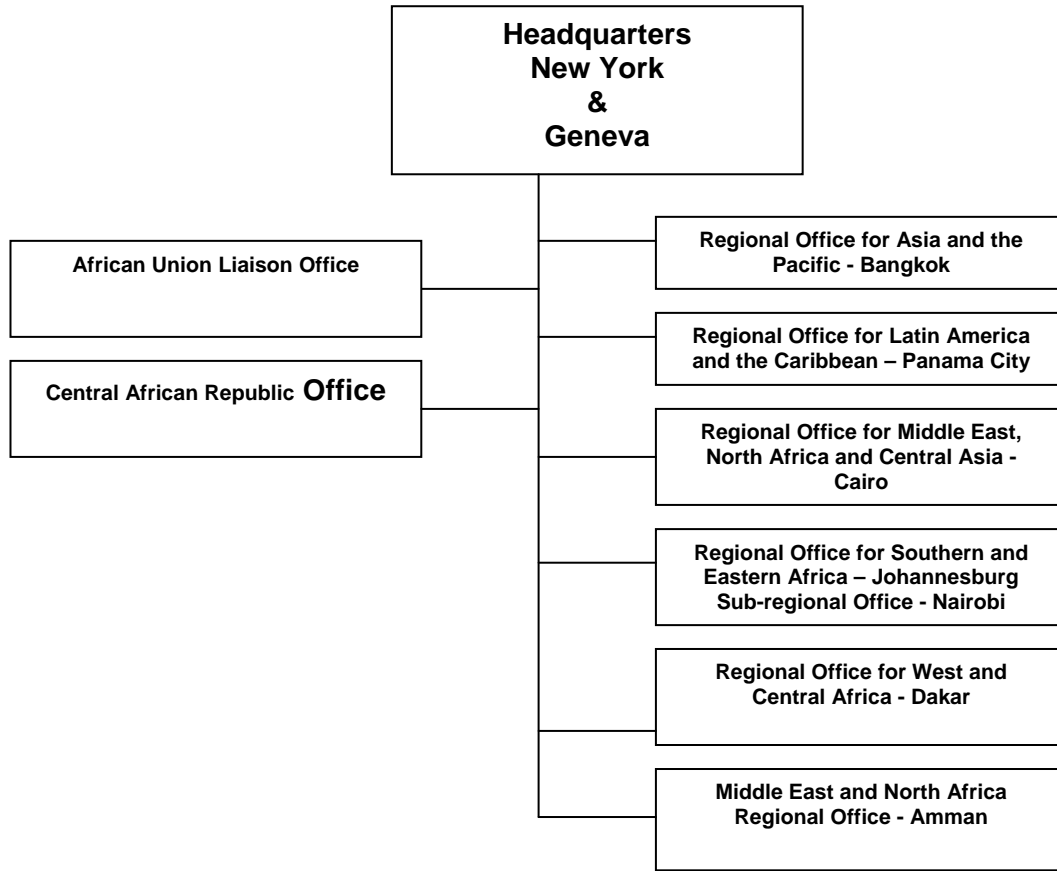 Headquarters
New York
&
Geneva
African Union Liaison Office
Central African Republic Office
Regional Office for Asia and the
Pacific - Bangkok
Regional Office for Latin America
and the Caribbean – Panama City
Regional Office for Middle East,
North Africa and Central Asia -
Cairo
Regional Office for Southern and
Eastern Africa – Johannesburg
Sub-regional Office - Nairobi
Regional Office for West and
Central Africa - Dakar
Middle East and North Africa
Regional Office - Amman